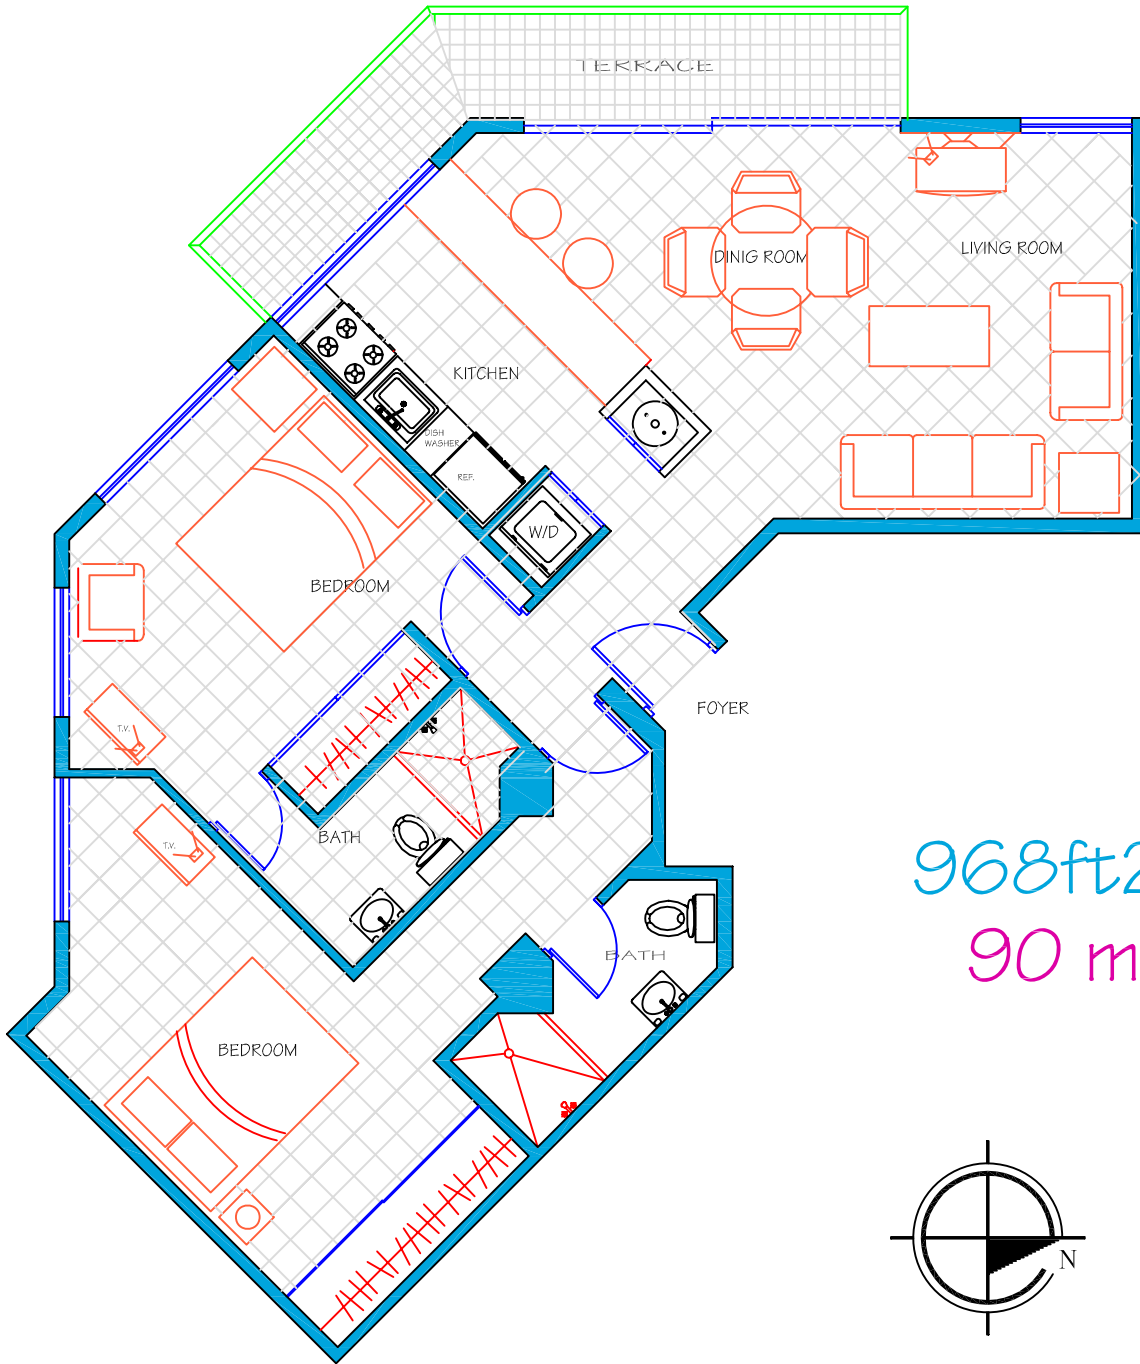 TERRACE
DINIG ROOM
LIVING ROOM
KITCHEN
DISH
WASHER
REF.
W/D
BEDROOM
T.V.
FOYER
BATH
T.V.
968ft2
90 m
BATH
BEDROOM
N